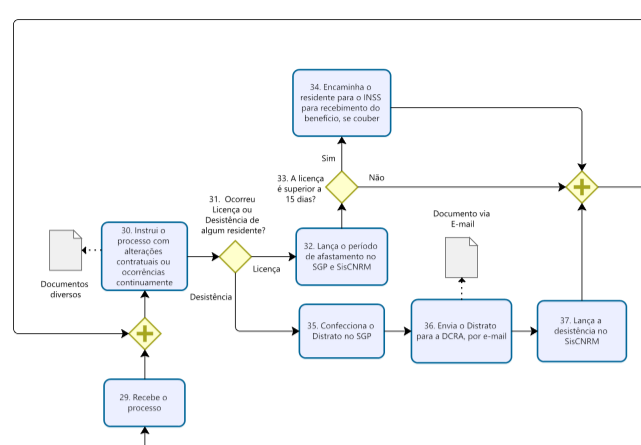 34. Encaminha o
residente para o INSS
para recebimento do
benefício, se couber
Sim
33. A licença
é superior a
15 dias?
Não
31. Ocorreu
Licença ou
Desistência de
algum residente?
Documento via
E-mail
30. Instrui o
processo com
alterações
contratuais ou
ocorrências
continuamente
32. Lança o período
de afastamento no
SGP e SisCNRM
Licença
Documentos
diversos
Desistência
35. Confecciona o
Distrato no SGP
36. Envia o Distrato
para a DCRA, por e-mail
37. Lança a
desistência no
SisCNRM
29. Recebe o
processo